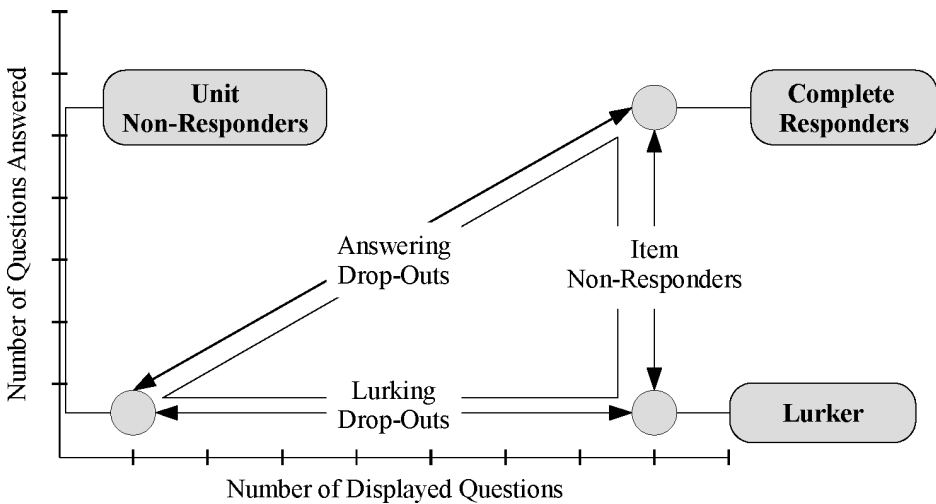 Number of Questions Answered
Unit
Non-Responders
Complete
Responders
Answering
Drop-Outs
Item
Non-Responders
Lurking
Drop-Outs
Lurker
Number of Displayed Questions